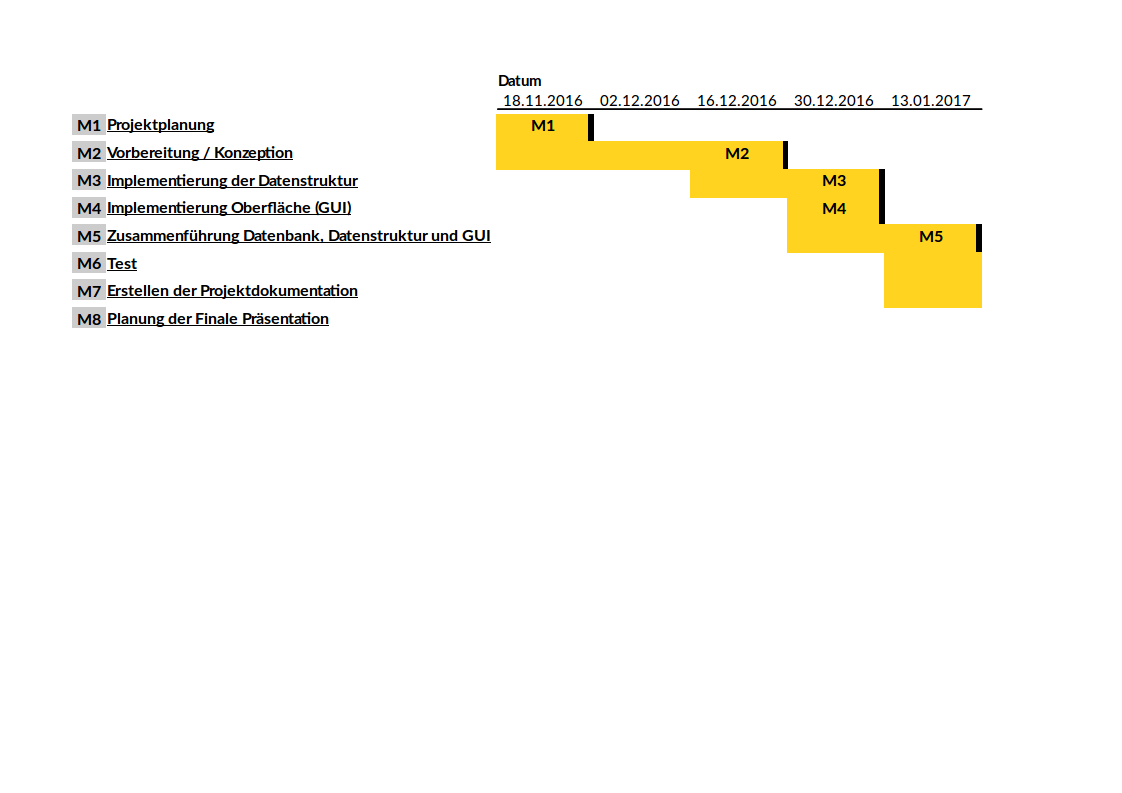 Datum
18.11.2016 02.12.2016 16.12.2016 30.12.2016 13.01.2017
M1 Projektplanung M1
M2 Vorbereitung / Konzeption M2
M3 Implementierung der Datenstruktur M3
M4 Implementierung Oberfläche (GUI) M4
M5 Zusammenführung Datenbank, Datenstruktur und GUI M5
M6 Test
M7 Erstellen der Projektdokumentation
M8 Planung der Finale Präsentation